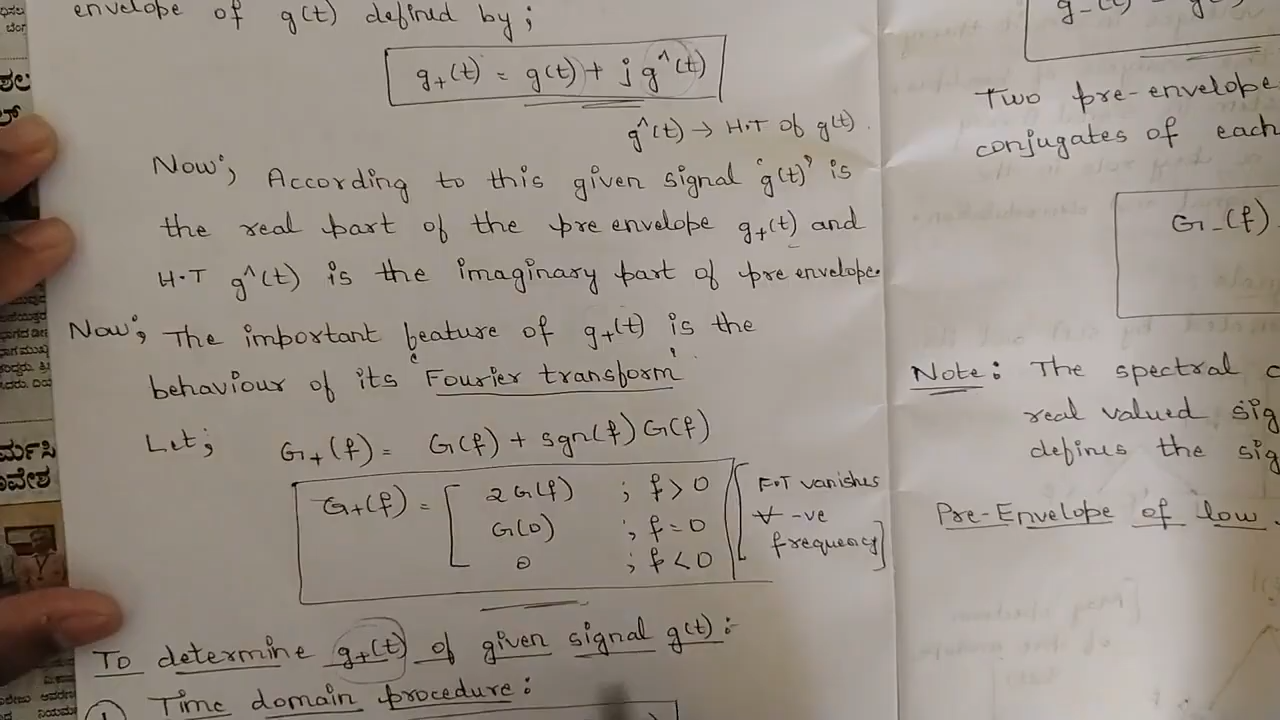 envelope of g(t) defined by;
g₊(t) = g(t) + j g^(t)
g^(t) → H.T of g(t).
Now; According to this given signal 'g(t)' is
the real part of the pre envelope g₊(t) and
H.T g^(t) is the imaginary part of pre envelope.
Now; The important feature of g₊(t) is the
behaviour of its 'Fourier transform'.
Let; G₊(f) = G(f) + sgn(f) G(f)
G₊(f) = [ 2G(f) ; f > 0
G(0) ; f = 0
0 ; f < 0
[F.T vanishes
∀ -ve
frequency]
To determine g₊(t) of given signal g(t) :-
1 Time domain procedure :
Two pre-envelope
conjugates of each
G₋(f)
Note : The spectral
real valued sig
defines the sig
Pre-Envelope of low
ಶಲ
ರ್ಮಸಿ